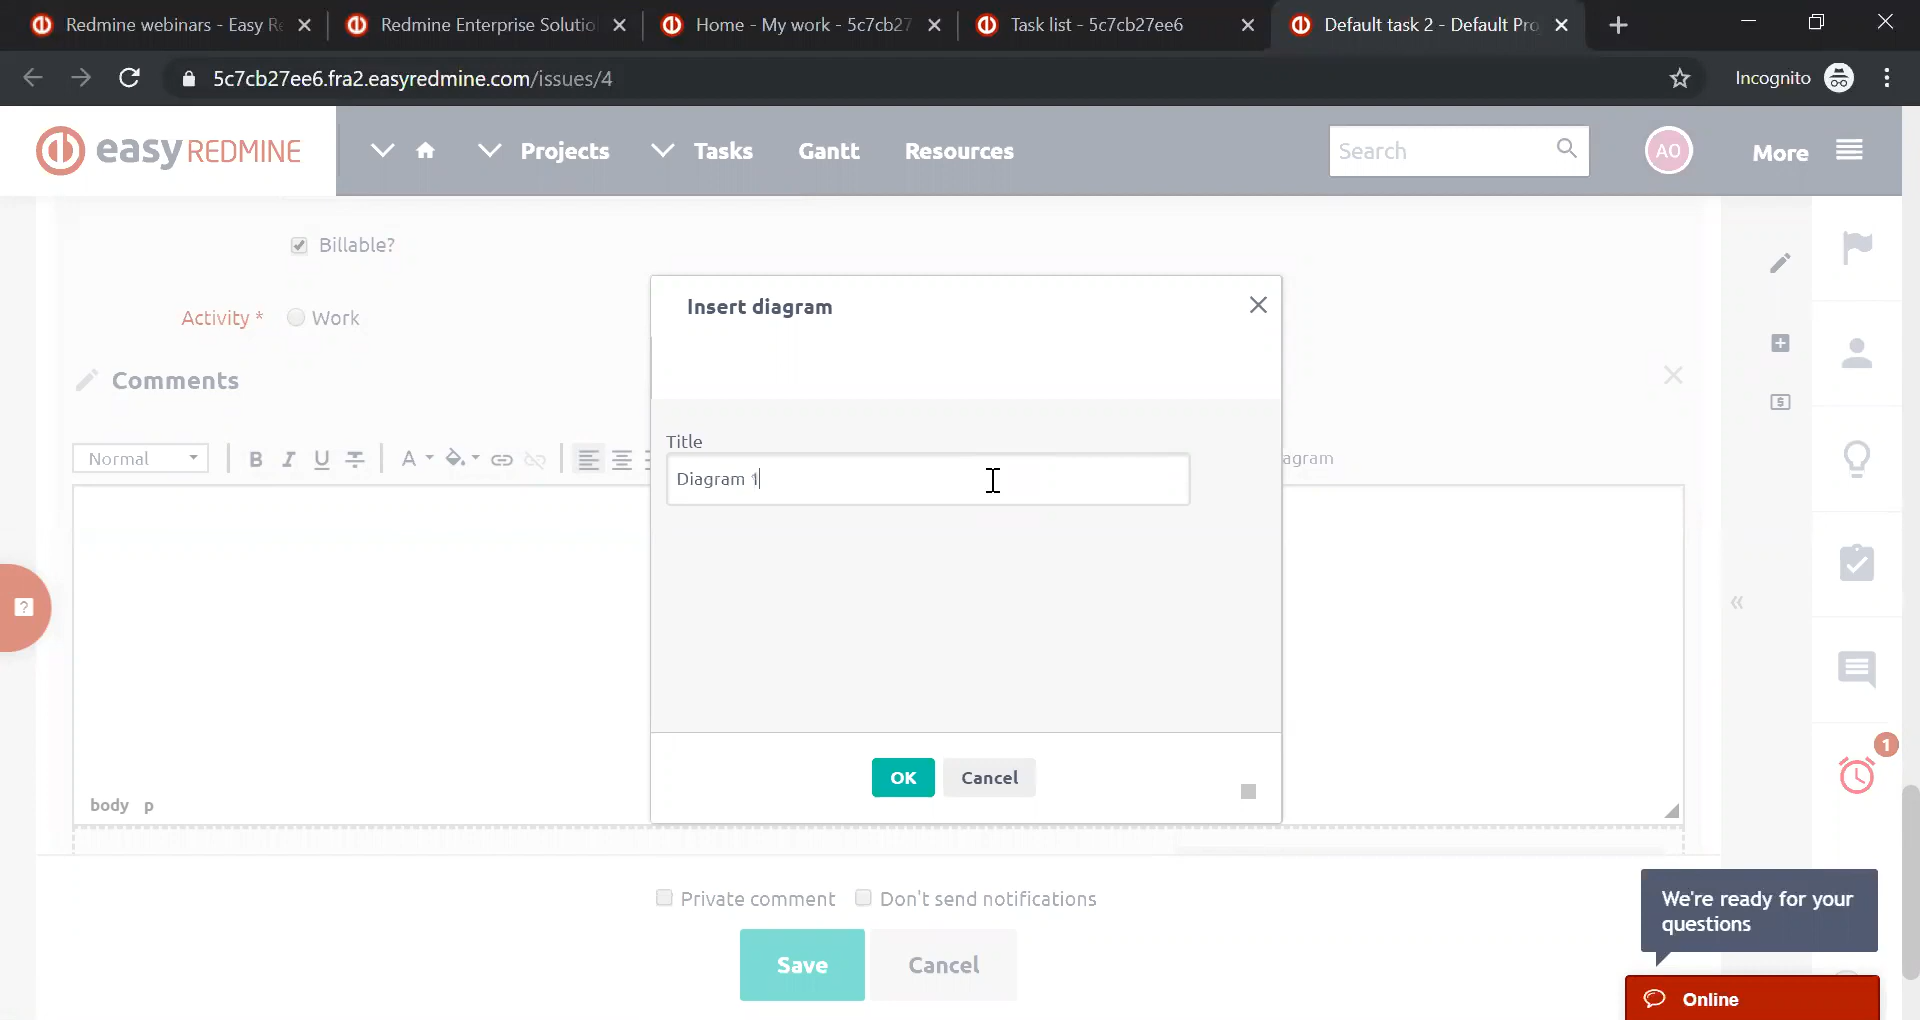 Redmine webinars - Easy Re
Redmine Enterprise Solutio
Home - My work - 5c7cb27
Task list - 5c7cb27ee6
Default task 2 - Default Pro
5c7cb27ee6.fra2.easyredmine.com/issues/4
Incognito
easy REDMINE
Projects
Tasks
Gantt
Resources
Search
AO
More
Billable?
Insert diagram
Activity *
Work
Comments
Title
Normal
B I U S A
agram
Diagram 1
?
1
OK
Cancel
body p
Private comment
Don't send notifications
We're ready for your
questions
Save
Cancel
Online